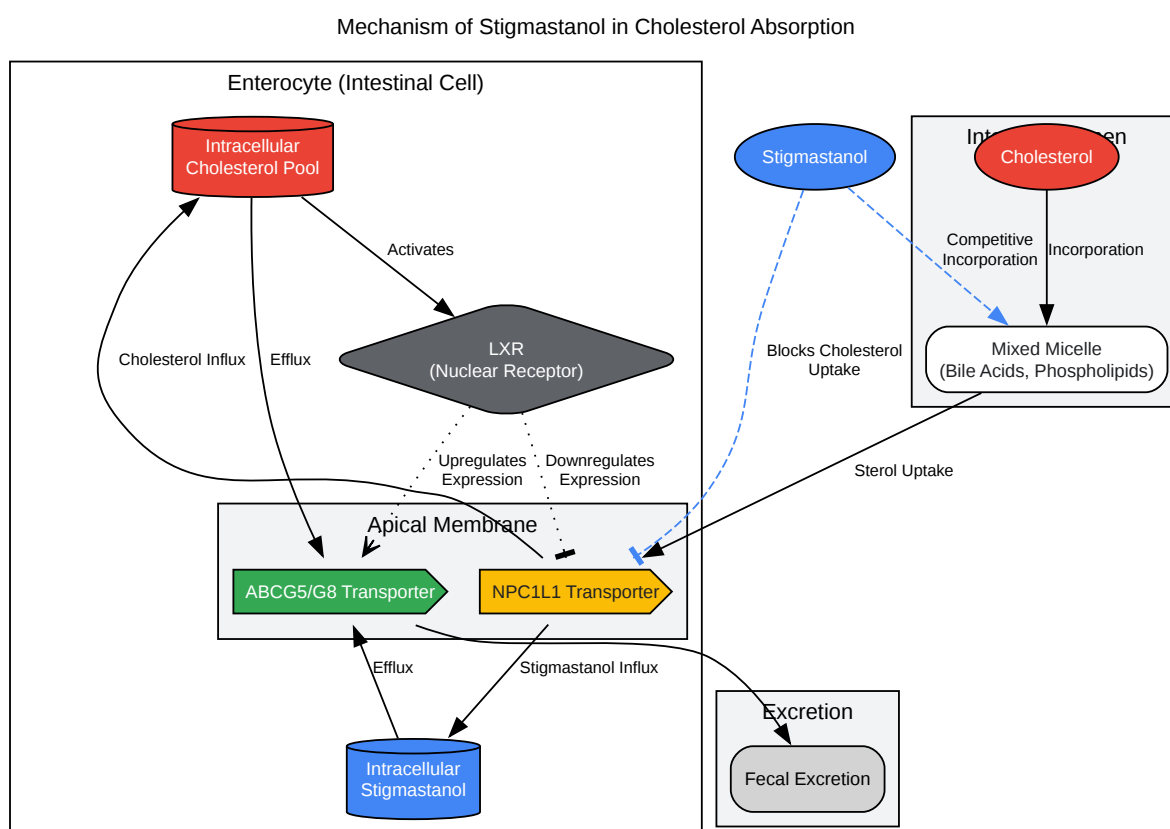 Mechanism of Stigmastanol in Cholesterol Absorption
Enterocyte (Intestinal Cell)
Intracellular
Cholesterol Pool
Stigmastanol
Cholesterol
Activates
Competitive
Incorporation
Incorporation
Cholesterol Influx
Efflux
LXR
(Nuclear Receptor)
Blocks Cholesterol
Uptake
Mixed Micelle
(Bile Acids, Phospholipids)
Upregulates
Expression
Downregulates
Expression
Sterol Uptake
Apical Membrane
ABCG5/G8 Transporter
NPC1L1 Transporter
Efflux
Stigmastanol Influx
Excretion
Intracellular
Stigmastanol
Fecal Excretion